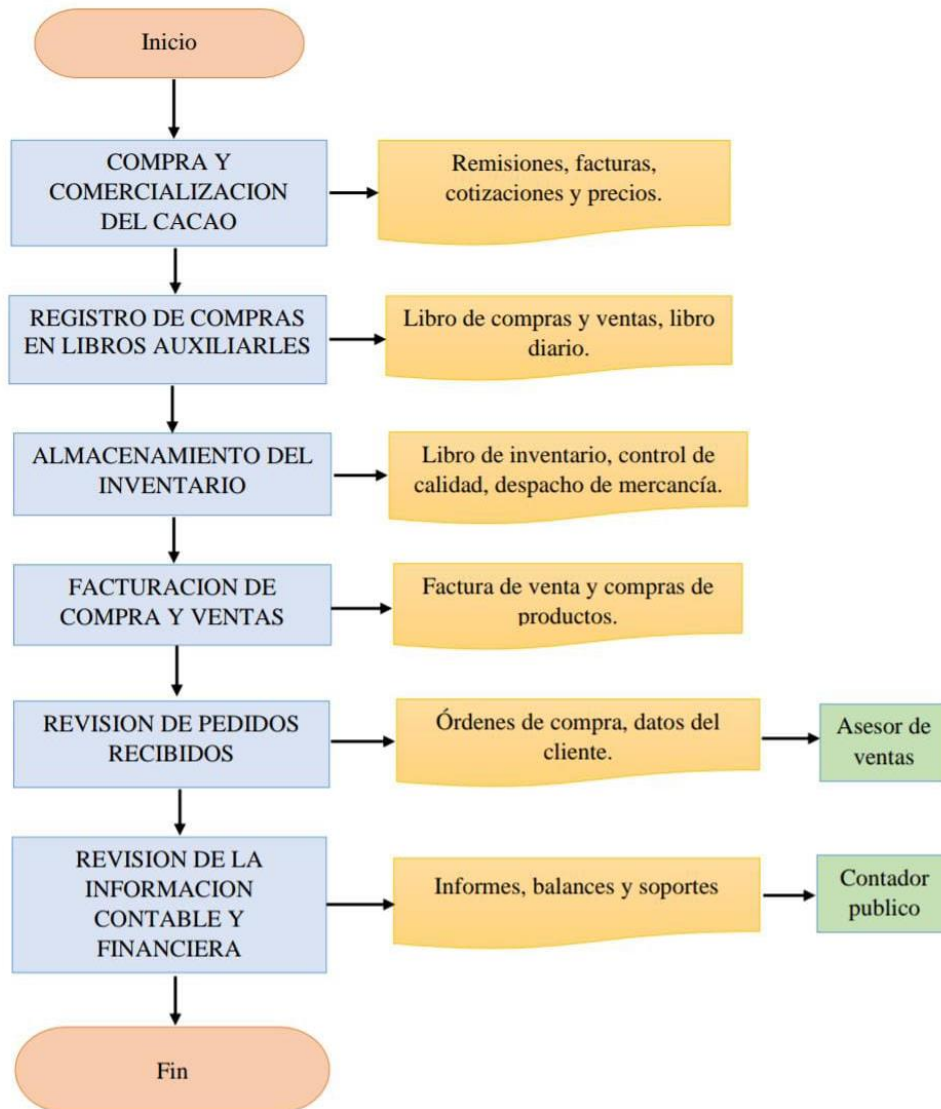 Inicio
COMPRA Y
COMERCIALIZACION
DEL CACAO
Remisiones, facturas,
cotizaciones y precios.
REGISTRO DE COMPRAS
EN LIBROS AUXILIARLES
Libro de compras y ventas, libro
diario.
ALMACENAMIENTO DEL
INVENTARIO
Libro de inventario, control de
calidad, despacho de mercancía.
FACTURACION DE
COMPRA Y VENTAS
Factura de venta y compras de
productos.
REVISION DE PEDIDOS
RECIBIDOS
Órdenes de compra, datos del
cliente.
Asesor de
ventas
REVISION DE LA
INFORMACION
CONTABLE Y
FINANCIERA
Informes, balances y soportes
Contador
publico
Fin